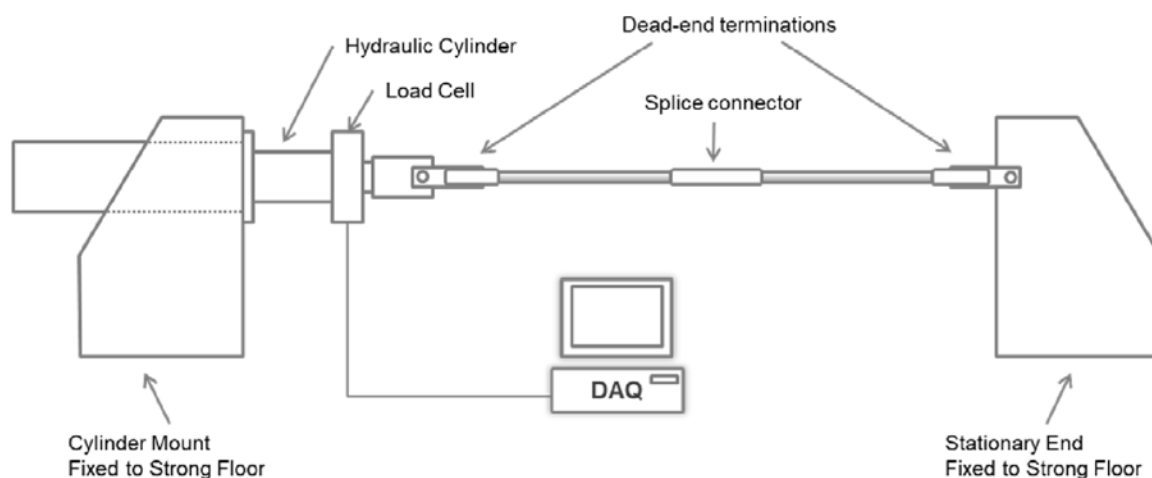 Dead-end terminations
Hydraulic Cylinder
Load Cell
Splice connector
DAQ
Cylinder Mount
Fixed to Strong Floor
Stationary End
Fixed to Strong Floor